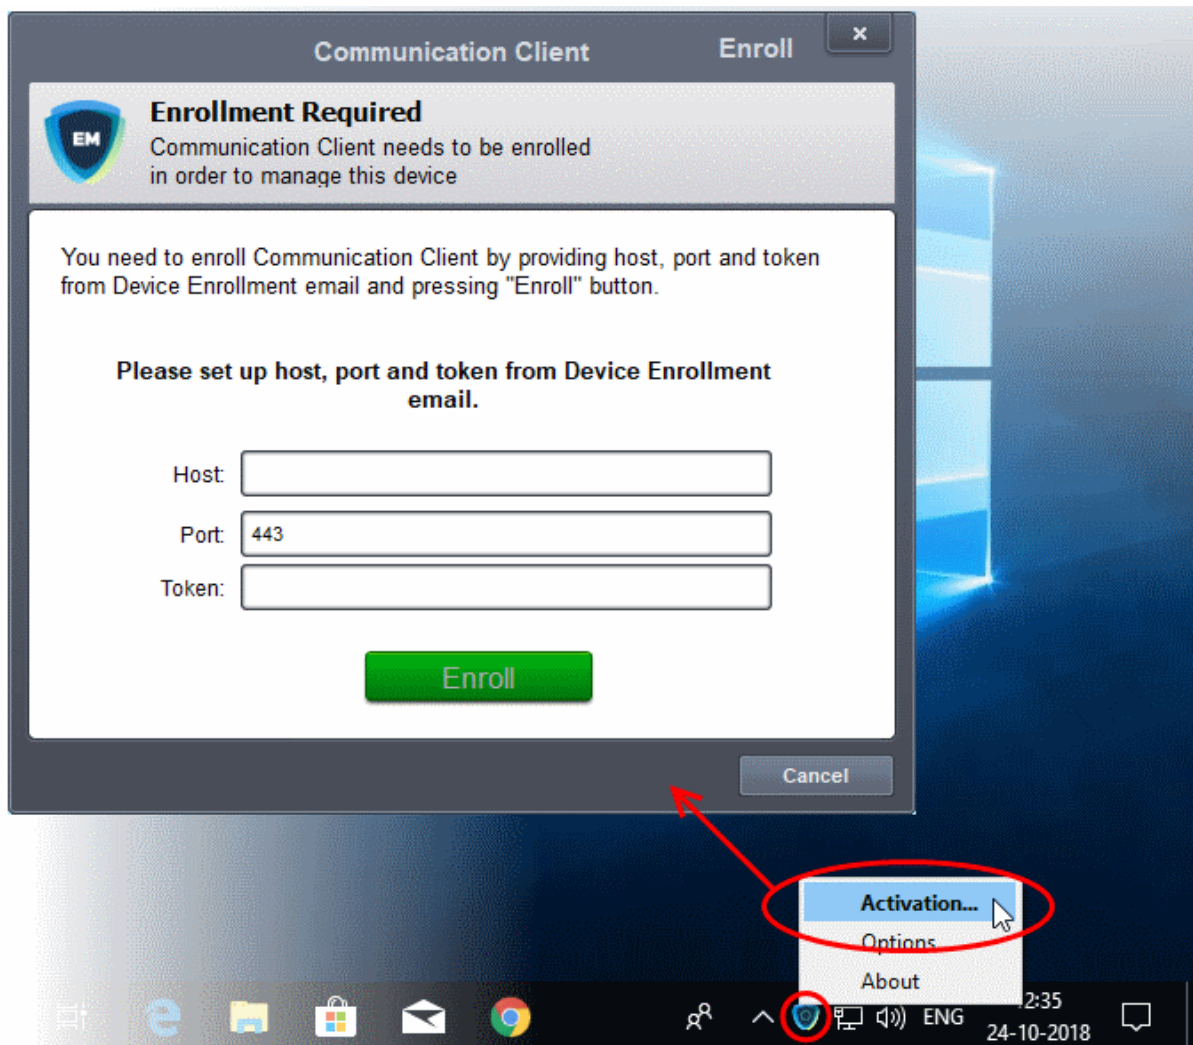 Communication Client
Enroll
EM
Enrollment Required
Communication Client needs to be enrolled
in order to manage this device
You need to enroll Communication Client by providing host, port and token
from Device Enrollment email and pressing "Enroll" button.
Please set up host, port and token from Device Enrollment
email.
Host:
Port: 443
Token:
Enroll
Cancel
Activation...
Options
About
ENG
2:35
24-10-2018